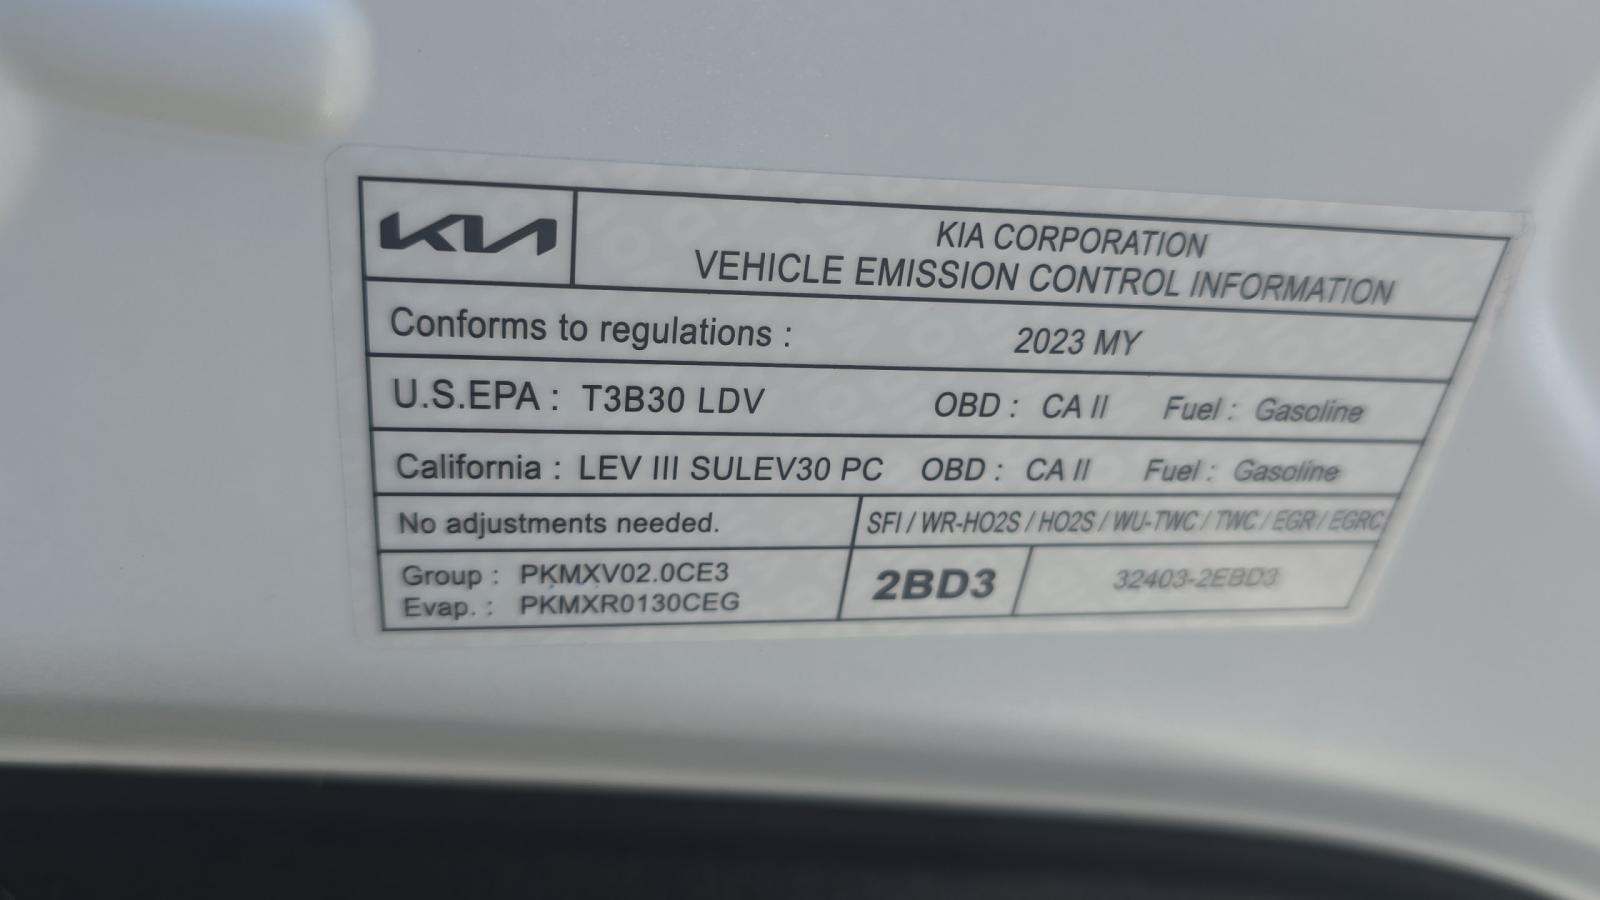 KIA
KIA CORPORATION
VEHICLE EMISSION CONTROL INFORMATION
Conforms to regulations : 2023 MY
U.S.EPA : T3B30 LDV OBD : CA II Fuel : Gasoline
California : LEV III SULEV30 PC OBD : CA II Fuel : Gasoline
No adjustments needed. SFI / WR-HO2S / HO2S / WU-TWC / TWC / EGR / EGRC
Group : PKMXV02.0CE3
Evap. : PKMXR0130CEG
2BD3 32403-2EBD3